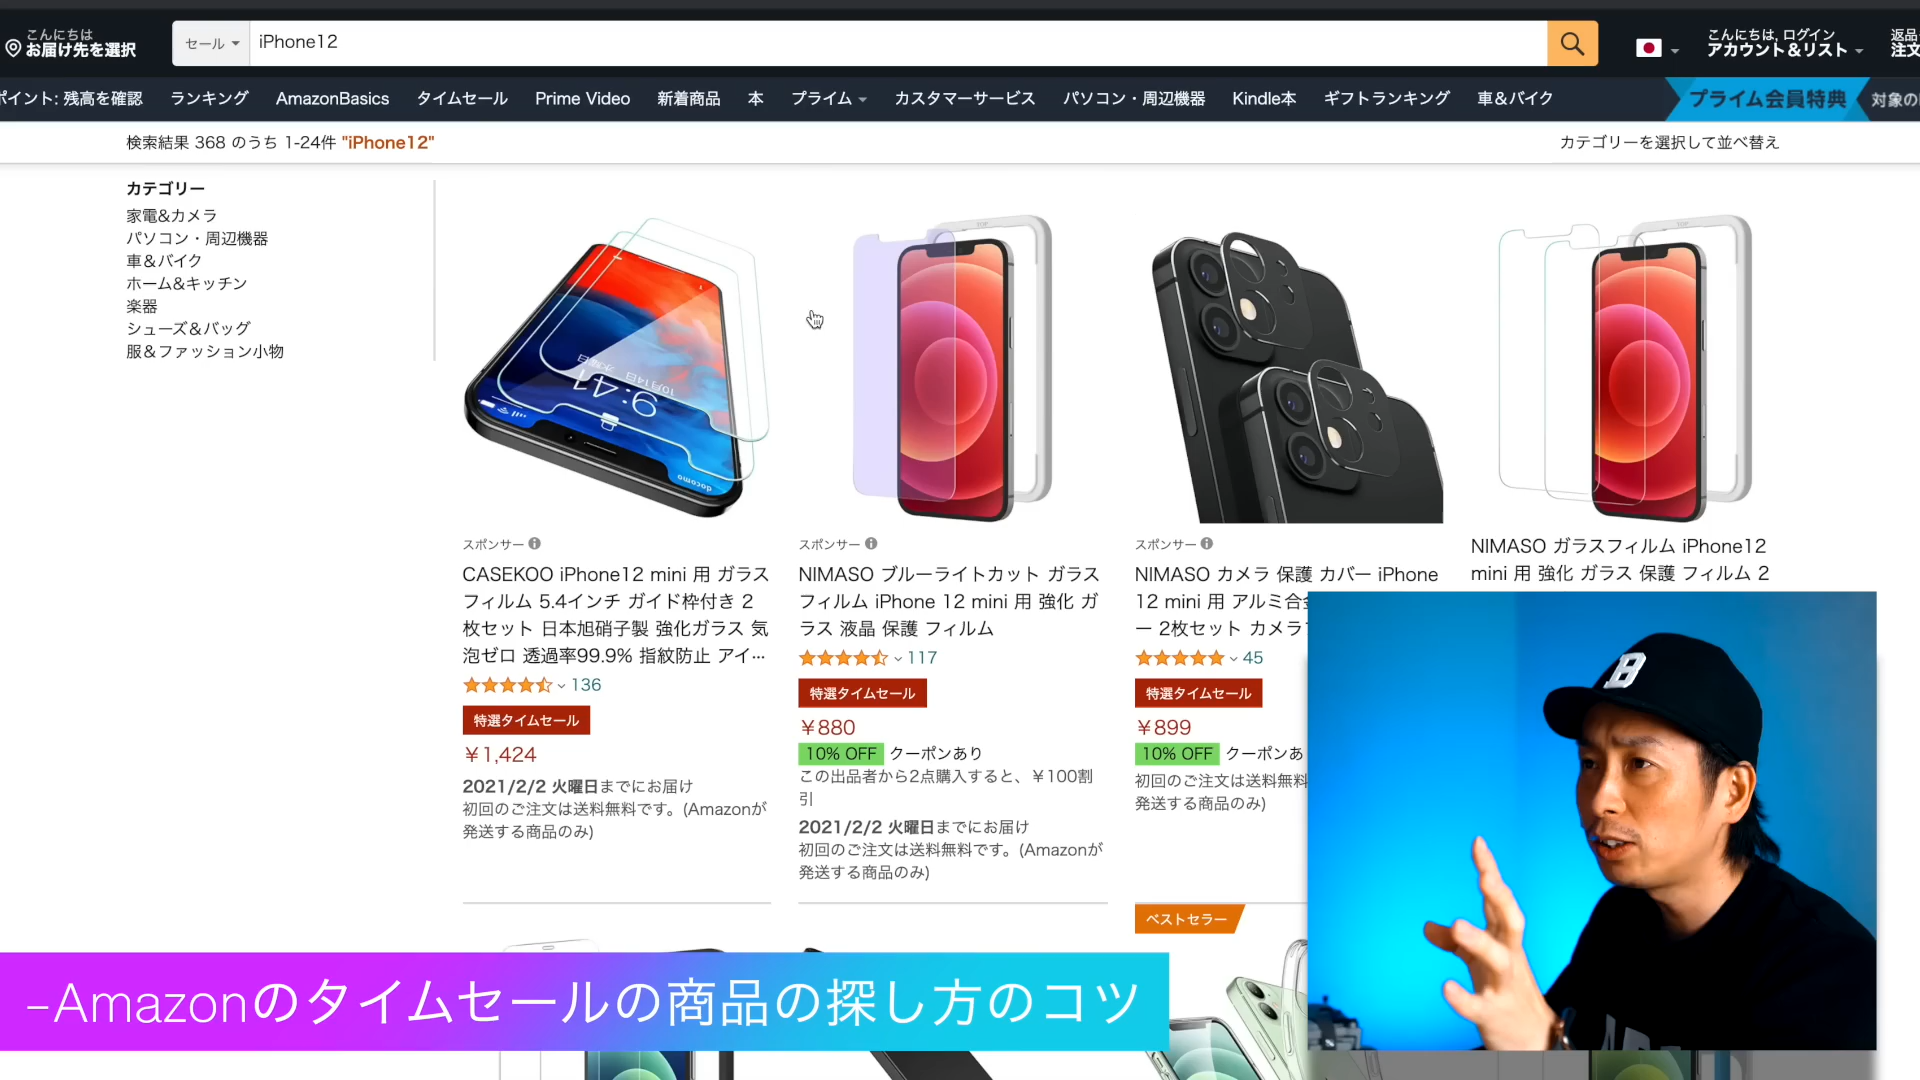 こんにちは
お届け先を選択
セール
iPhone12
こんにちは, ログイン
アカウント&リスト
返品
注文
ポイント: 残高を確認
ランキング
AmazonBasics
タイムセール
Prime Video
新着商品
本
プライム
カスタマーサービス
パソコン・周辺機器
Kindle本
ギフトランキング
車&バイク
プライム会員特典
対象の
検索結果 368 のうち 1-24件 "iPhone12"
カテゴリーを選択して並べ替え
カテゴリー
家電&カメラ
パソコン・周辺機器
車&バイク
ホーム&キッチン
楽器
シューズ&バッグ
服&ファッション小物
9:41
10月14日 水曜日
docomo
TOP
TOP
スポンサー
CASEKOO iPhone12 mini 用 ガラス
フィルム 5.4インチ ガイド枠付き 2
枚セット 日本旭硝子製 強化ガラス 気
泡ゼロ 透過率99.9% 指紋防止 アイ…
136
特選タイムセール
￥1,424
2021/2/2 火曜日までにお届け
初回のご注文は送料無料です。(Amazonが
発送する商品のみ)
スポンサー
NIMASO ブルーライトカット ガラス
フィルム iPhone 12 mini 用 強化 ガ
ラス 液晶 保護 フィルム
117
特選タイムセール
￥880
10% OFF クーポンあり
この出品者から2点購入すると、￥100割
引
2021/2/2 火曜日までにお届け
初回のご注文は送料無料です。(Amazonが
発送する商品のみ)
スポンサー
NIMASO カメラ 保護 カバー iPhone
12 mini 用 アルミ合
ー 2枚セット カメラ
45
特選タイムセール
￥899
10% OFF クーポンあ
初回のご注文は送料無料
発送する商品のみ)
NIMASO ガラスフィルム iPhone12
mini 用 強化 ガラス 保護 フィルム 2
ベストセラー
B
–Amazonのタイムセールの商品の探し方のコツ